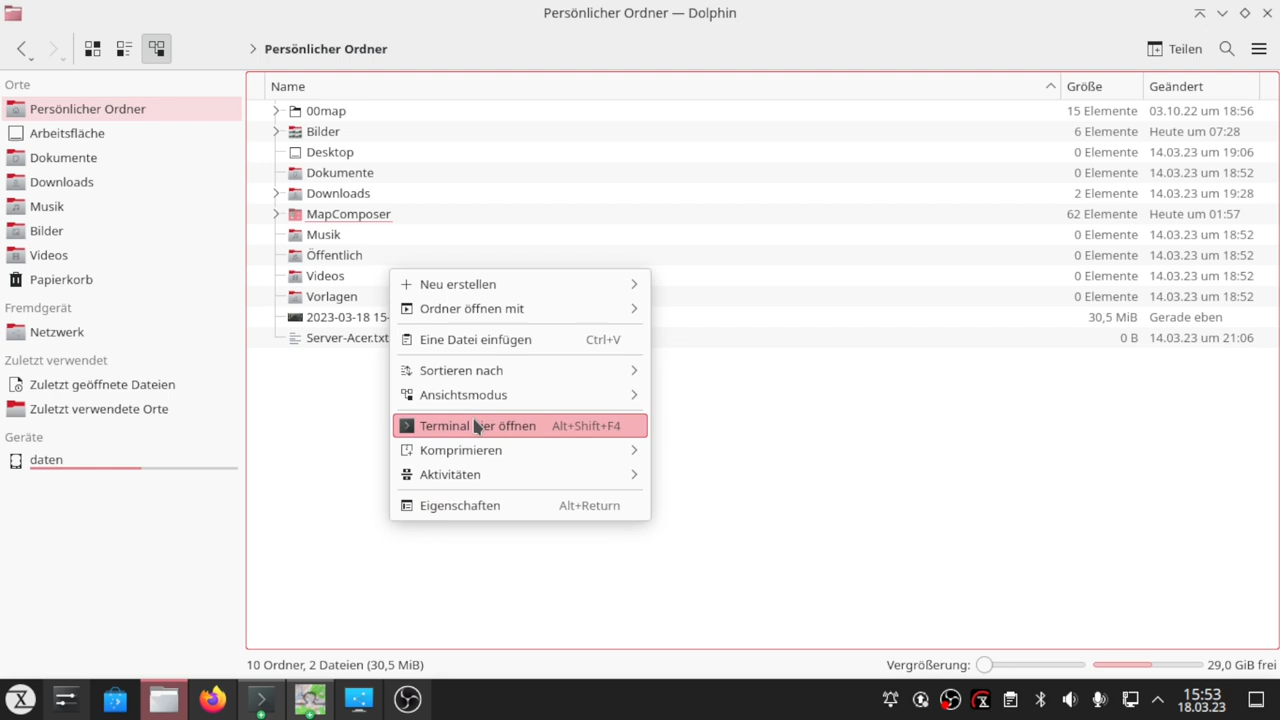 Persönlicher Ordner — Dolphin
Persönlicher Ordner
Teilen
Orte
Persönlicher Ordner
Arbeitsfläche
Dokumente
Downloads
Musik
Bilder
Videos
Papierkorb
Fremdgerät
Netzwerk
Zuletzt verwendet
Zuletzt geöffnete Dateien
Zuletzt verwendete Orte
Geräte
daten
Name Größe Geändert
00map 15 Elemente 03.10.22 um 18:56
Bilder 6 Elemente Heute um 07:28
Desktop 0 Elemente 14.03.23 um 19:06
Dokumente 0 Elemente 14.03.23 um 18:52
Downloads 2 Elemente 14.03.23 um 19:28
MapComposer 62 Elemente Heute um 01:57
Musik 0 Elemente 14.03.23 um 18:52
Öffentlich 0 Elemente 14.03.23 um 18:52
Videos 0 Elemente 14.03.23 um 18:52
Vorlagen 0 Elemente 14.03.23 um 18:52
2023-03-18 15- 30,5 MiB Gerade eben
Server-Acer.txt 0 B 14.03.23 um 21:06
Neu erstellen
Ordner öffnen mit
Eine Datei einfügen Ctrl+V
Sortieren nach
Ansichtsmodus
Terminal hier öffnen Alt+Shift+F4
Komprimieren
Aktivitäten
Eigenschaften Alt+Return
10 Ordner, 2 Dateien (30,5 MiB)
Vergrößerung:
29,0 GiB frei
15:53
18.03.23